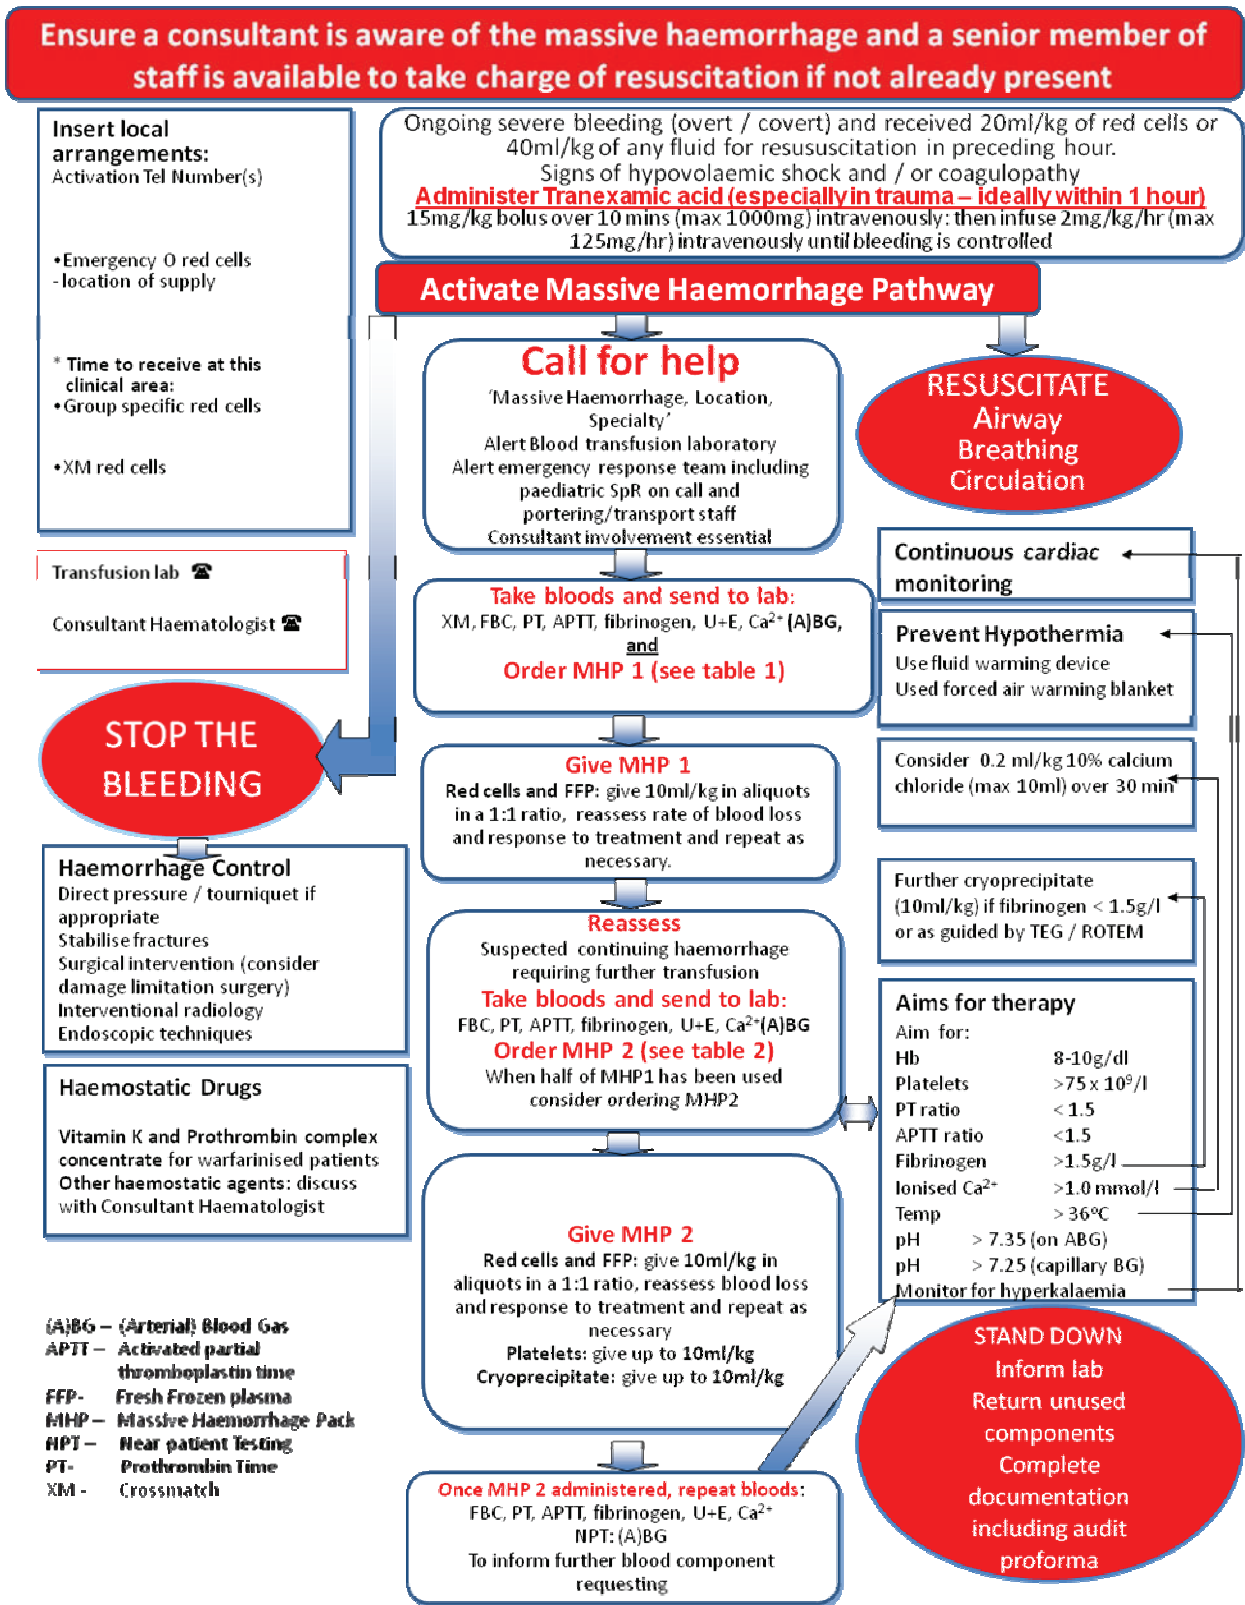 Ensure a consultant is aware of the massive haemorrhage and a senior member of
staff is available to take charge of resuscitation if not already present
Insert local
arrangements:
Activation Tel Number(s)
•Emergency O red cells
- location of supply
* Time to receive at this
clinical area:
•Group specific red cells
•XM red cells
Transfusion lab ☎
Consultant Haematologist ☎
Ongoing severe bleeding (overt / covert) and received 20ml/kg of red cells or
40ml/kg of any fluid for resususcitation in preceding hour.
Signs of hypovolaemic shock and / or coagulopathy
Administer Tranexamic acid (especially in trauma – ideally within 1 hour)
15mg/kg bolus over 10 mins (max 1000mg) intravenously: then infuse 2mg/kg/hr (max
125mg/hr) intravenously until bleeding is controlled
Activate Massive Haemorrhage Pathway
Call for help
'Massive Haemorrhage, Location,
Specialty'
Alert Blood transfusion laboratory
Alert emergency response team including
paediatric SpR on call and
portering/transport staff
Consultant involvement essential
RESUSCITATE
Airway
Breathing
Circulation
Take bloods and send to lab:
XM, FBC, PT, APTT, fibrinogen, U+E, Ca²⁺ (A)BG,
and
Order MHP 1 (see table 1)
Continuous cardiac
monitoring
Prevent Hypothermia
Use fluid warming device
Used forced air warming blanket
STOP THE
BLEEDING
Give MHP 1
Red cells and FFP: give 10ml/kg in aliquots
in a 1:1 ratio, reassess rate of blood loss
and response to treatment and repeat as
necessary.
Consider 0.2 ml/kg 10% calcium
chloride (max 10ml) over 30 min
Haemorrhage Control
Direct pressure / tourniquet if
appropriate
Stabilise fractures
Surgical intervention (consider
damage limitation surgery)
Interventional radiology
Endoscopic techniques
Further cryoprecipitate
(10ml/kg) if fibrinogen < 1.5g/l
or as guided by TEG / ROTEM
Reassess
Suspected continuing haemorrhage
requiring further transfusion
Take bloods and send to lab:
FBC, PT, APTT, fibrinogen, U+E, Ca²⁺(A)BG
Order MHP 2 (see table 2)
When half of MHP1 has been used
consider ordering MHP2
Haemostatic Drugs
Vitamin K and Prothrombin complex
concentrate for warfarinised patients
Other haemostatic agents: discuss
with Consultant Haematologist
Aims for therapy
Aim for:
Hb 8-10g/dl
Platelets >75 x 10⁹/l
PT ratio < 1.5
APTT ratio <1.5
Fibrinogen >1.5g/l
Ionised Ca²⁺ >1.0 mmol/l
Temp > 36°C
pH > 7.35 (on ABG)
pH > 7.25 (capillary BG)
Monitor for hyperkalaemia
Give MHP 2
Red cells and FFP: give 10ml/kg in
aliquots in a 1:1 ratio, reassess blood loss
and response to treatment and repeat as
necessary
Platelets: give up to 10ml/kg
Cryoprecipitate: give up to 10ml/kg
(A)BG – (Arterial) Blood Gas
APTT – Activated partial
thromboplastin time
FFP- Fresh Frozen plasma
MHP – Massive Haemorrhage Pack
NPT – Near patient Testing
PT- Prothrombin Time
XM - Crossmatch
Once MHP 2 administered, repeat bloods:
FBC, PT, APTT, fibrinogen, U+E, Ca²⁺
NPT: (A)BG
To inform further blood component
requesting
STAND DOWN
Inform lab
Return unused
components
Complete
documentation
including audit
proforma